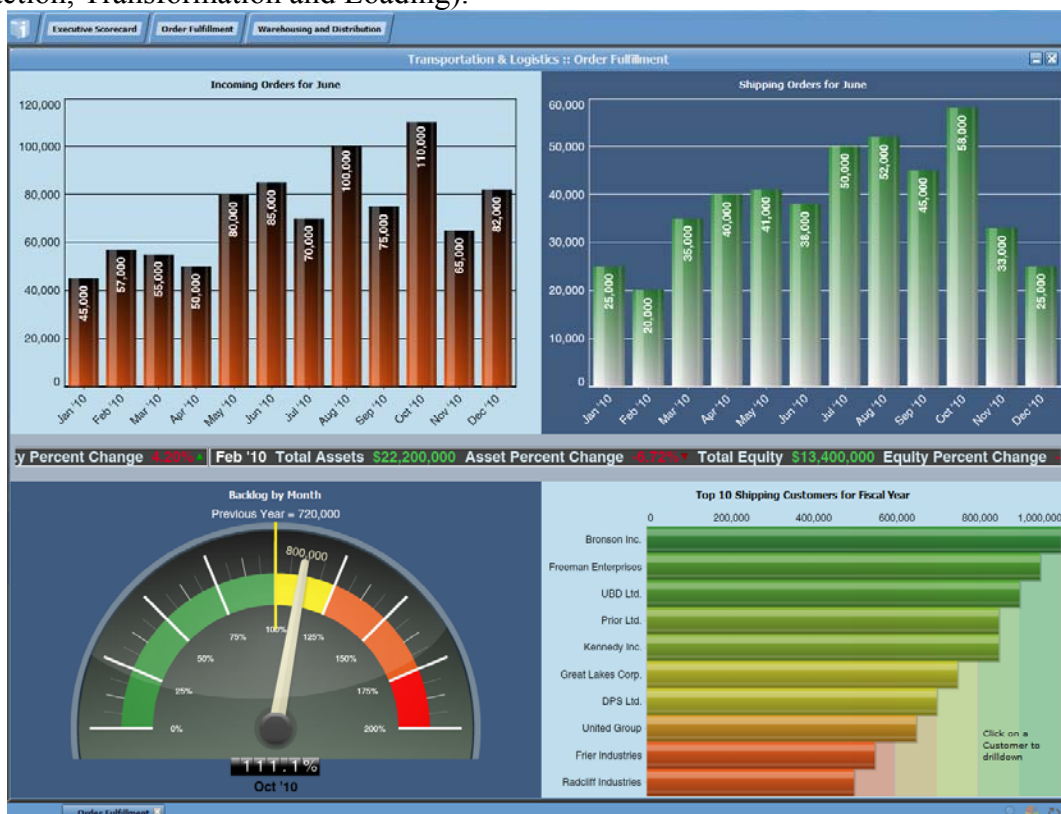 ction, Transformation and Loading).
Executive Scorecard Order Fulfillment Warehousing and Distribution
Transportation & Logistics :: Order Fulfillment
Incoming Orders for June
120,000
100,000
80,000
60,000
40,000
20,000
0
45,000
57,000
55,000
50,000
80,000
85,000
70,000
100,000
75,000
110,000
65,000
82,000
Jan '10 Feb '10 Mar '10 Apr '10 May '10 Jun '10 Jul '10 Aug '10 Sep '10 Oct '10 Nov '10 Dec '10
Shipping Orders for June
60,000
50,000
40,000
30,000
20,000
10,000
0
25,000
20,000
35,000
40,000
41,000
38,000
50,000
52,000
45,000
58,000
33,000
25,000
Jan '10 Feb '10 Mar '10 Apr '10 May '10 Jun '10 Jul '10 Aug '10 Sep '10 Oct '10 Nov '10 Dec '10
y Percent Change 4.20% Feb '10 Total Assets $22,200,000 Asset Percent Change -6.72% Total Equity $13,400,000 Equity Percent Change
Backlog by Month
Previous Year = 720,000
800,000
0%
25%
50%
75%
100%
125%
150%
175%
200%
111.1%
Oct '10
Top 10 Shipping Customers for Fiscal Year
0 200,000 400,000 600,000 800,000 1,000,000
Bronson Inc.
Freeman Enterprises
UBD Ltd.
Prior Ltd.
Kennedy Inc.
Great Lakes Corp.
DPS Ltd.
United Group
Frier Industries
Radcliff Industries
Click on a
Customer to
drilldown
Order Fulfillment